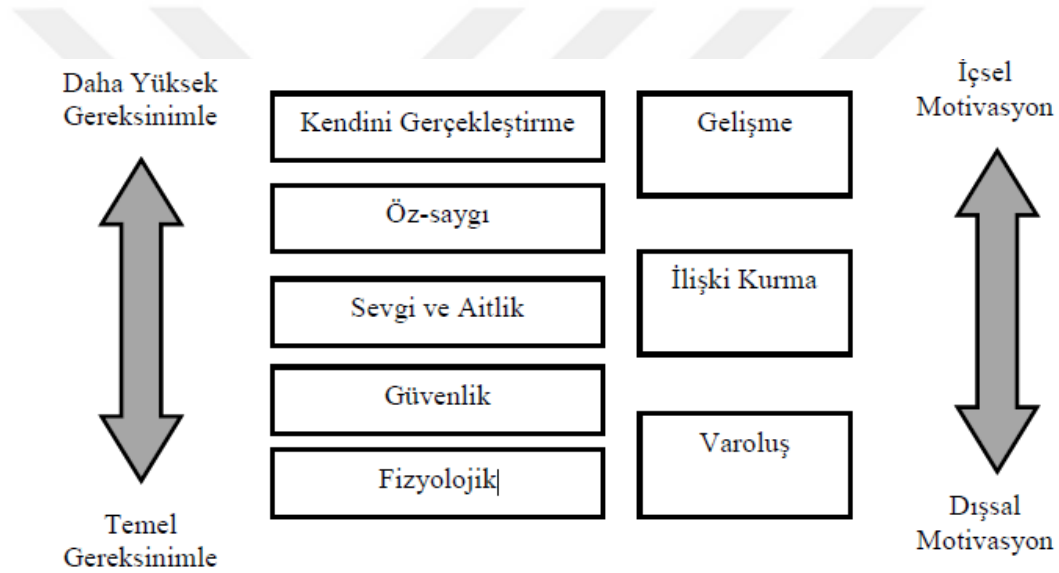 Daha Yüksek
Gereksinimle
İçsel
Motivasyon
Kendini Gerçekleştirme
Gelişme
Öz-saygı
İlişki Kurma
Sevgi ve Aitlik
Güvenlik
Varoluş
Fizyolojik
Temel
Gereksinimle
Dışsal
Motivasyon